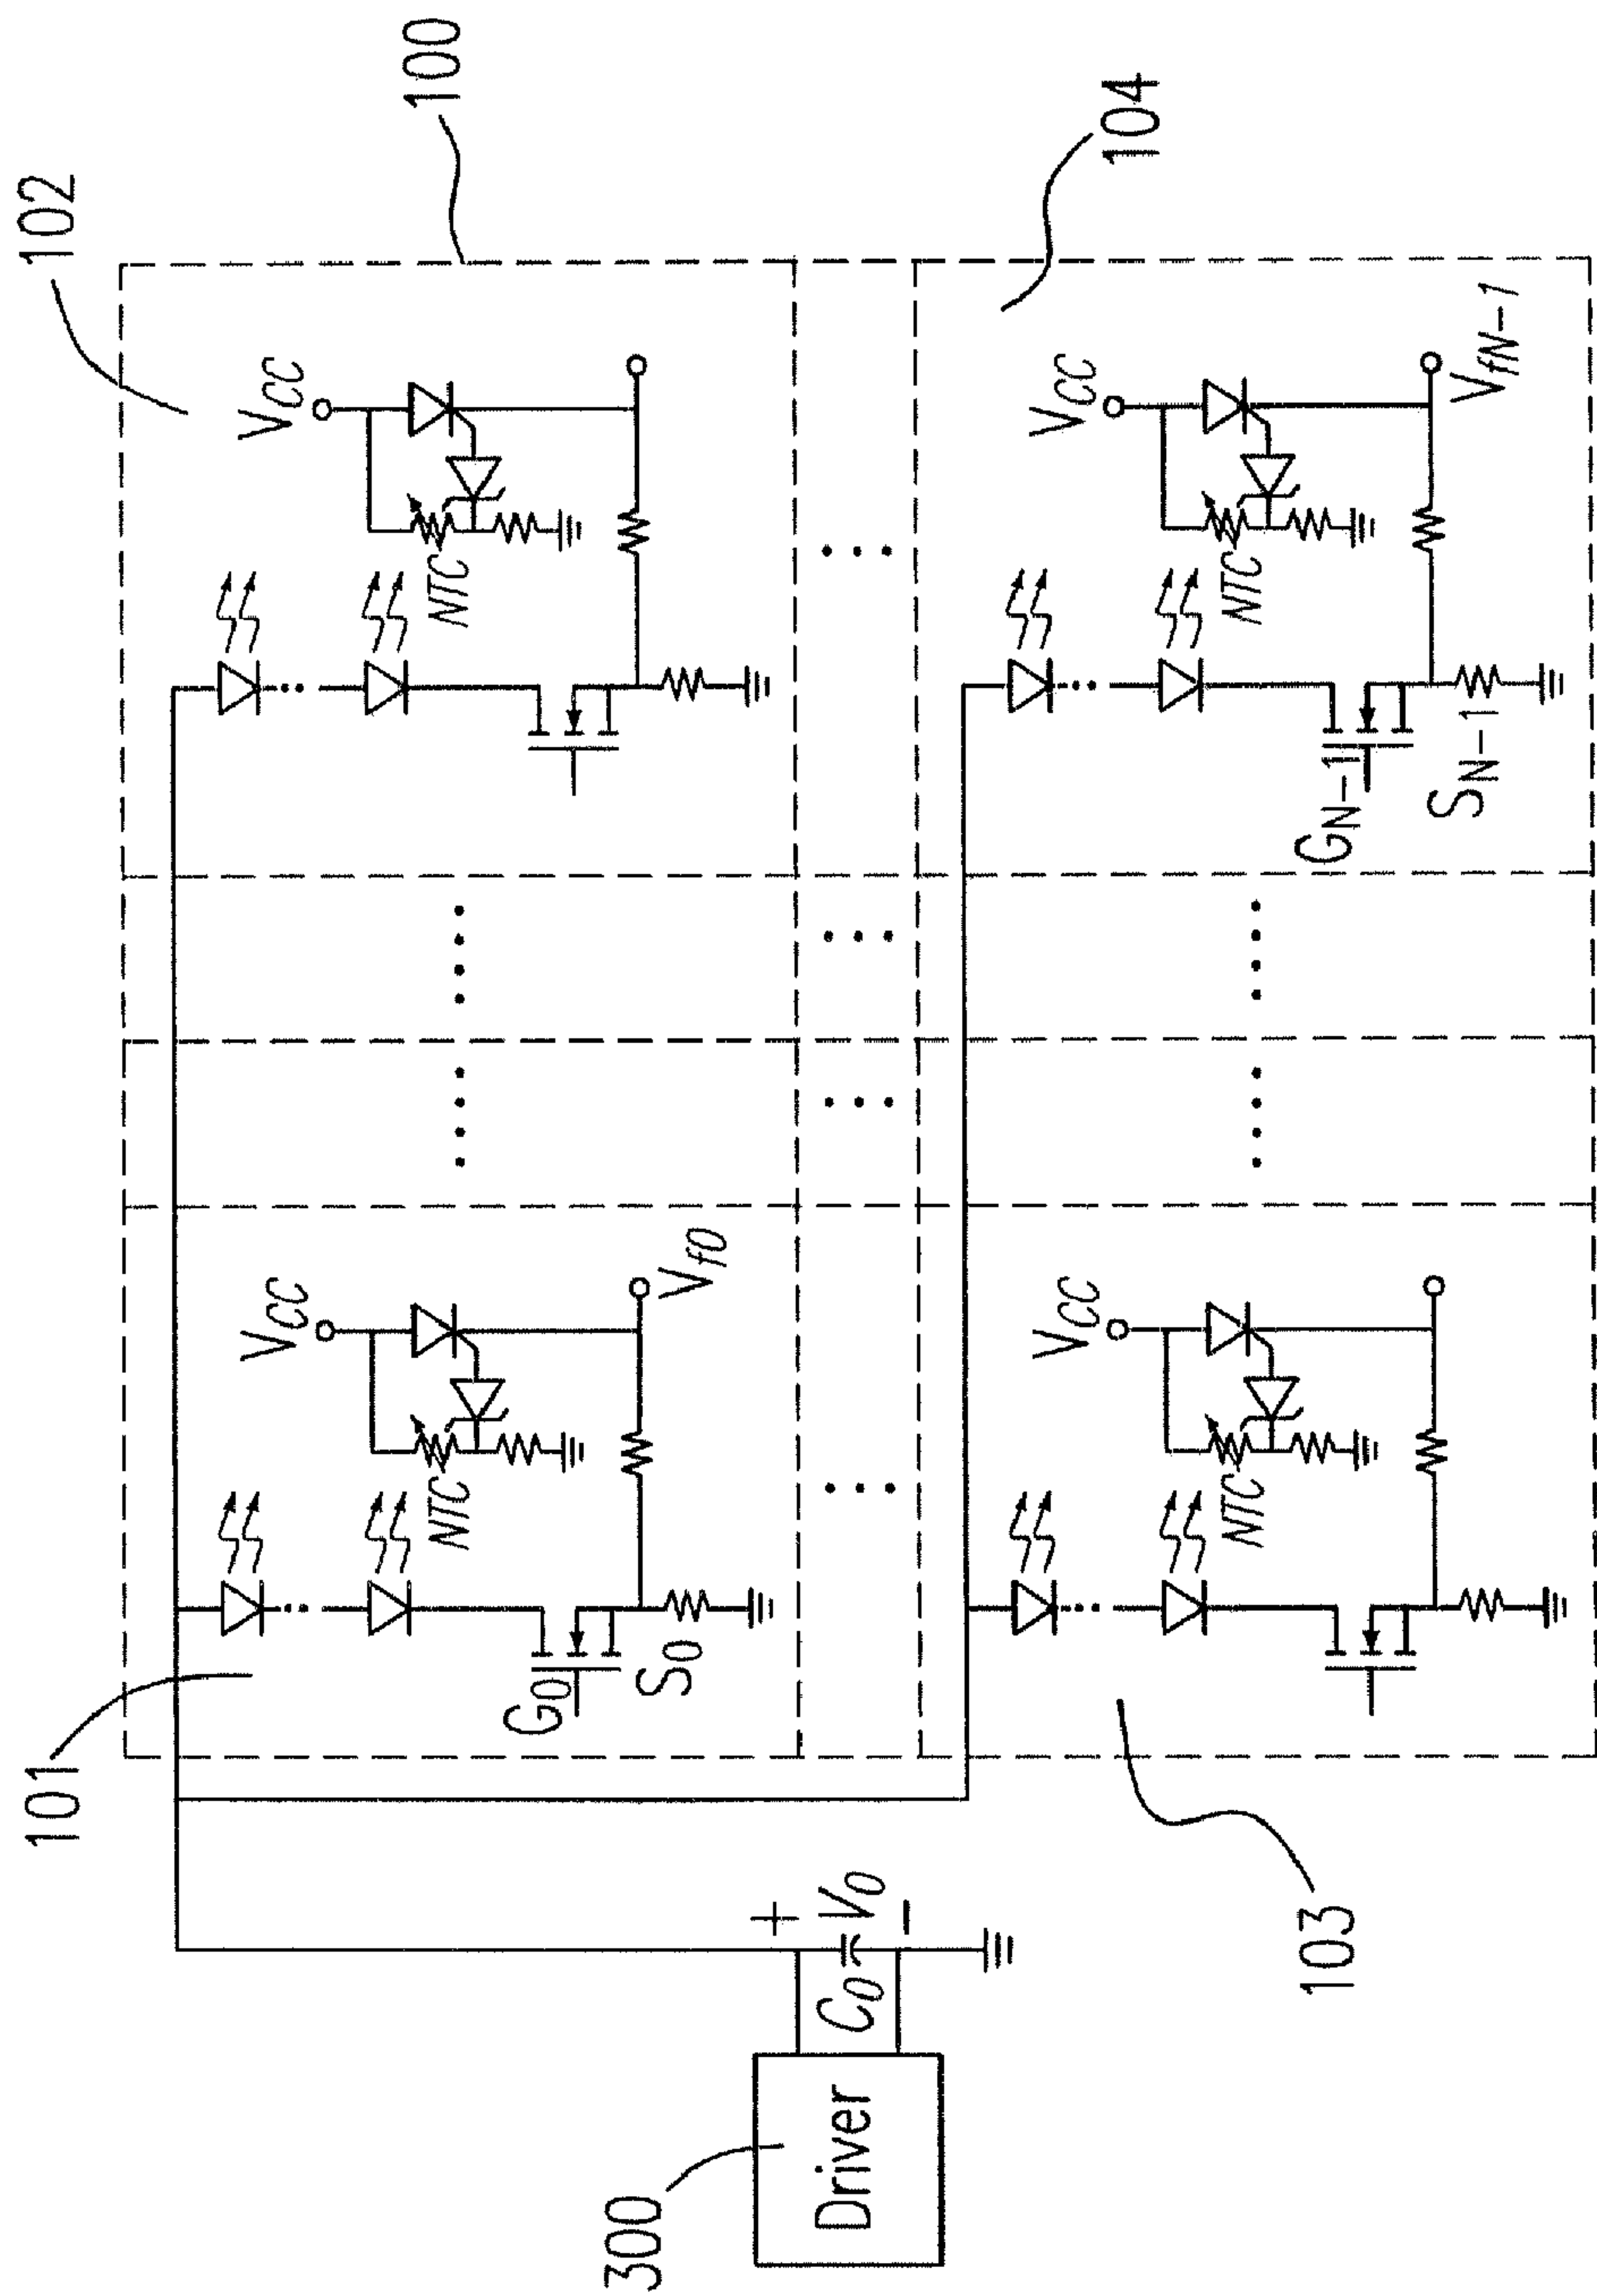 100
102
104
V_CC
NTC
V_CC
NTC
V_fN-1
G_N-1
S_N-1
V_CC
NTC
V_f0
G_0
S_0
V_CC
NTC
101
103
+
V_0
−
C_0
Driver
300